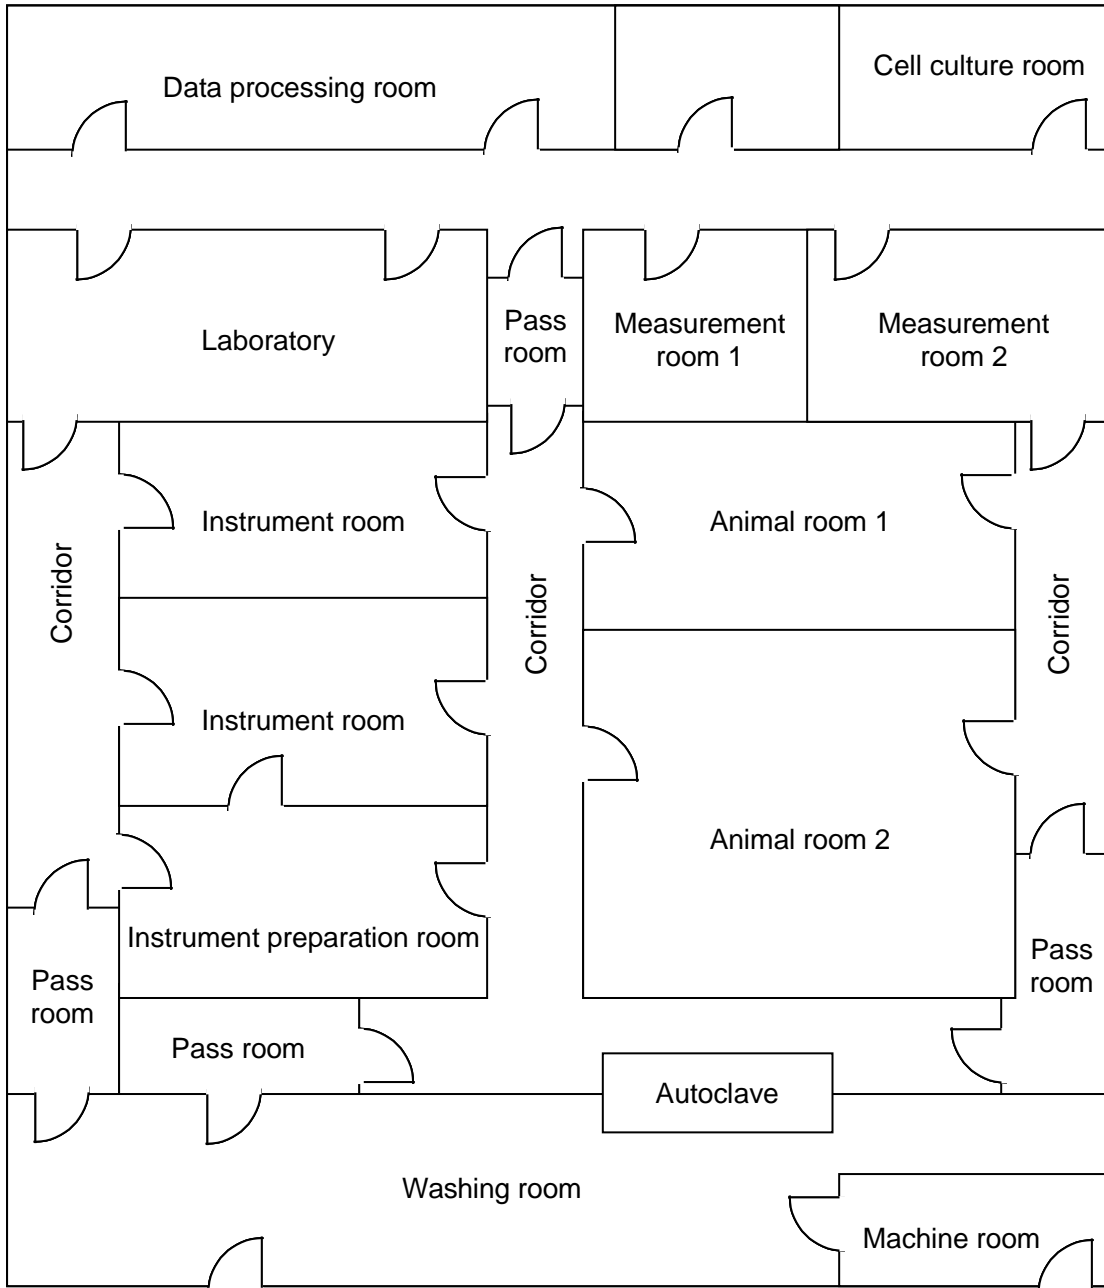 Data processing room
Cell culture room
Laboratory
Pass
room
Measurement
room 1
Measurement
room 2
Instrument room
Animal room 1
Corridor
Corridor
Corridor
Instrument room
Animal room 2
Instrument preparation room
Pass
room
Pass
room
Pass room
Autoclave
Washing room
Machine room